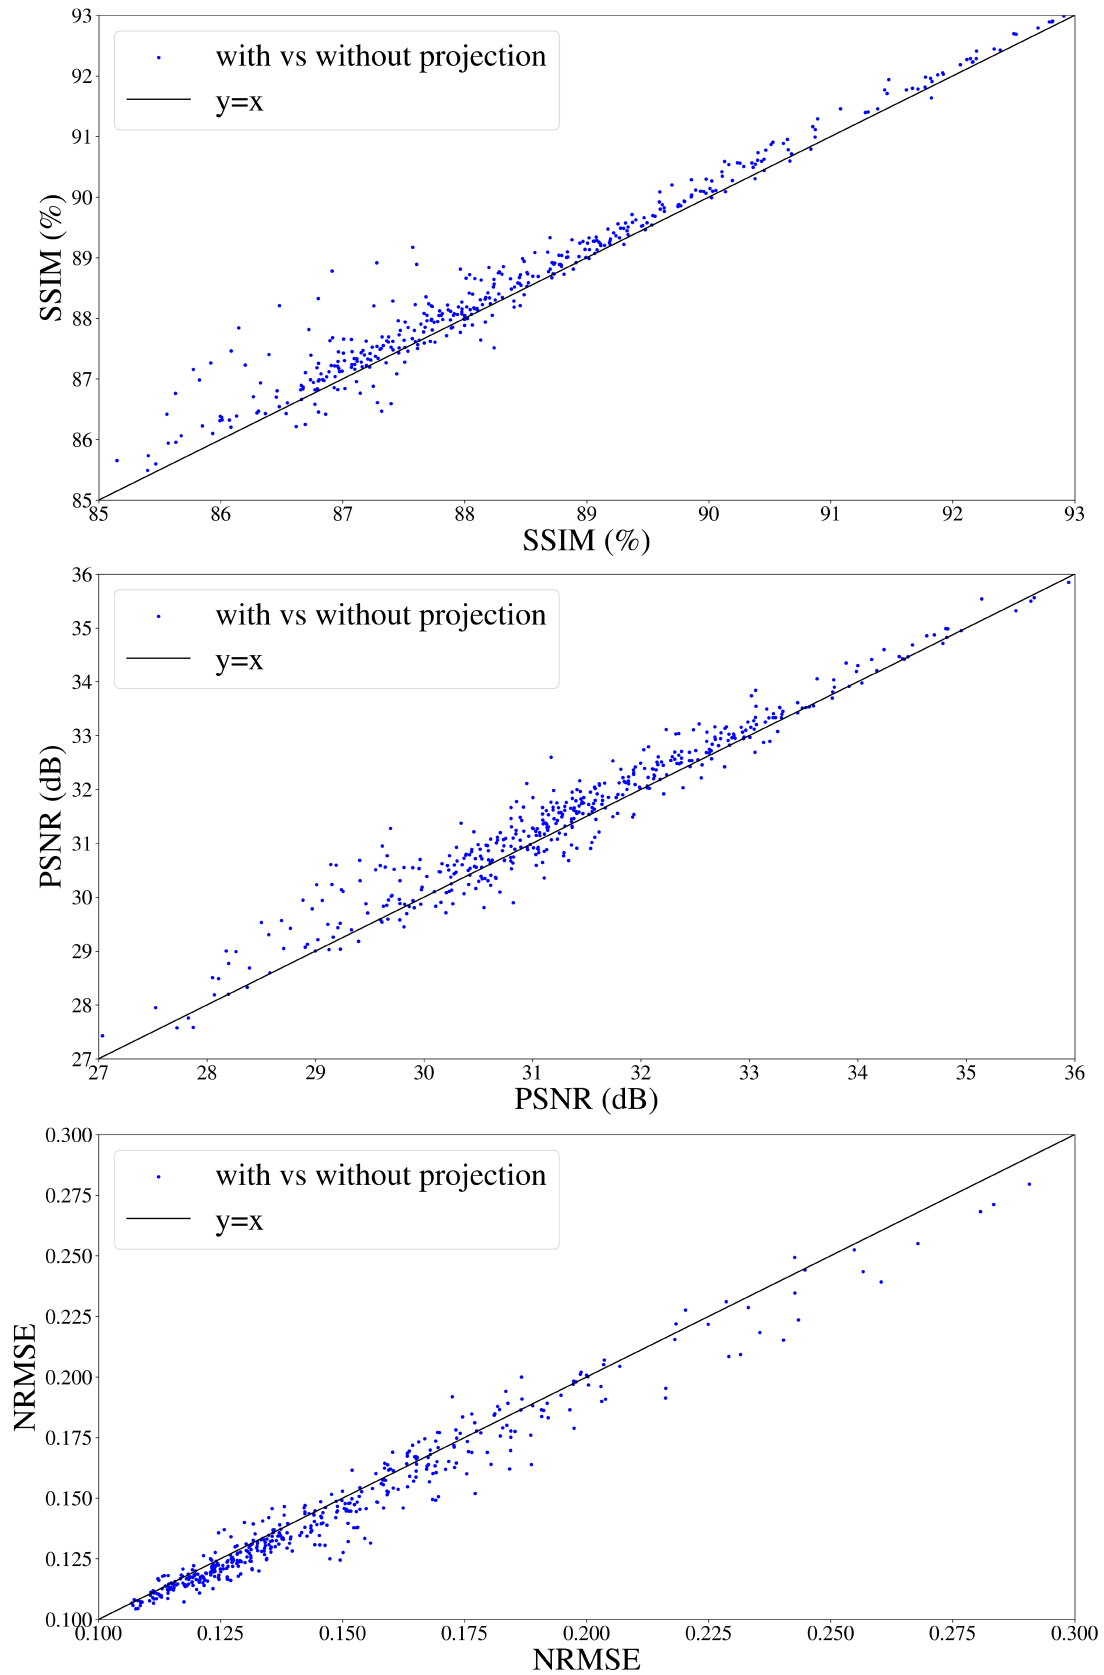 93
92
91
90
89
88
87
86
85
SSIM (%)
with vs without projection
y=x
85 86 87 88 89 90 91 92 93
SSIM (%)
36
35
34
33
32
31
30
29
28
27
PSNR (dB)
with vs without projection
y=x
27 28 29 30 31 32 33 34 35 36
PSNR (dB)
0.300
0.275
0.250
0.225
0.200
0.175
0.150
0.125
0.100
NRMSE
with vs without projection
y=x
0.100 0.125 0.150 0.175 0.200 0.225 0.250 0.275 0.300
NRMSE